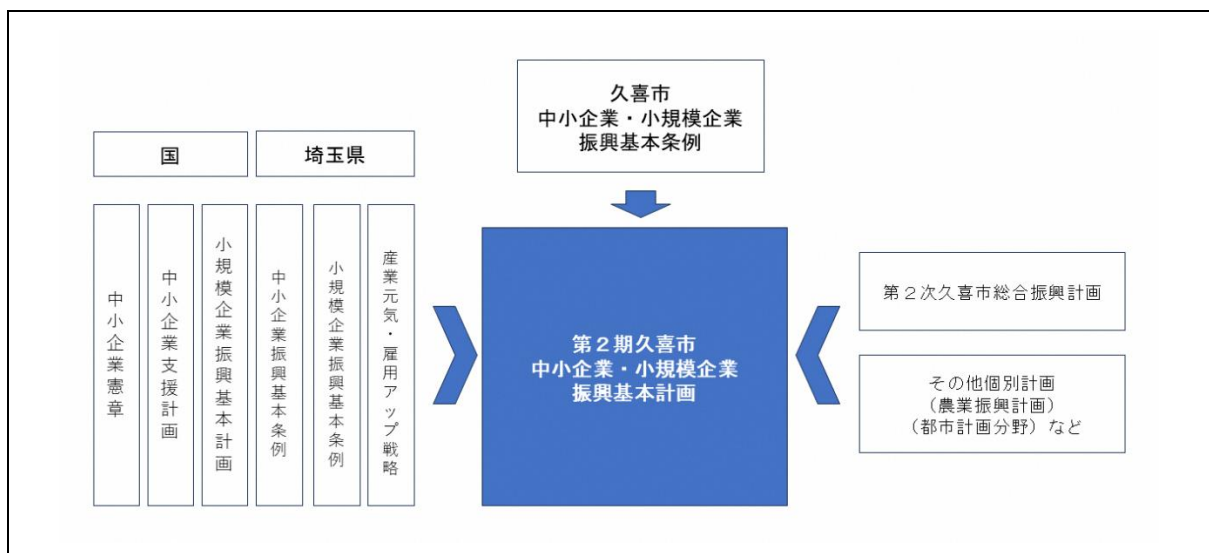 久喜市
中小企業・小規模企業
振興基本条例
国
埼玉県
中小企業憲章
中小企業支援計画
小規模企業振興基本計画
中小企業振興基本条例
小規模企業振興基本条例
産業元気・雇用アップ戦略
第２期久喜市
中小企業・小規模企業
振興基本計画
第２次久喜市総合振興計画
その他個別計画
（農業振興計画）
（都市計画分野）など